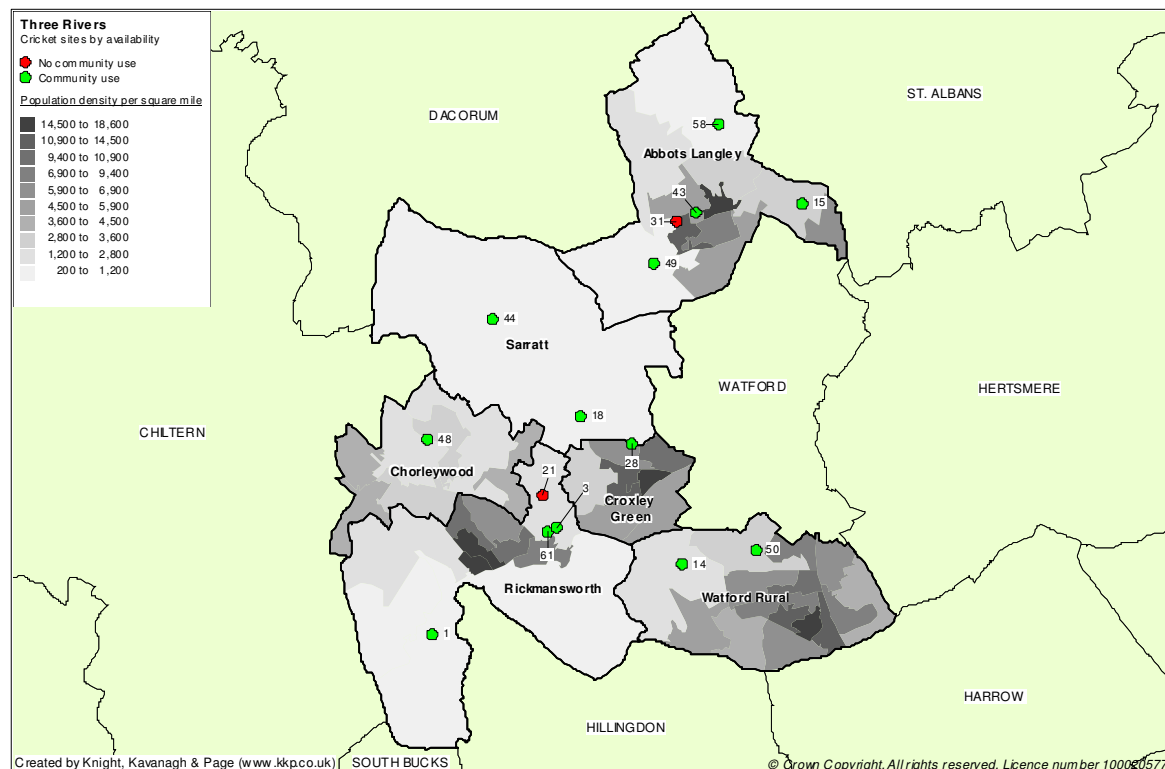 Three Rivers
Cricket sites by availability
No community use
Community use
Population density per square mile
14,500 to 18,600
10,900 to 14,500
9,400 to 10,900
6,900 to 9,400
5,900 to 6,900
4,500 to 5,900
3,600 to 4,500
2,800 to 3,600
1,200 to 2,800
200 to 1,200
DACORUM
ST. ALBANS
58
Abbots Langley
43
31
15
49
44
Sarratt
WATFORD
HERTSMERE
CHILTERN
18
48
28
Chorleywood
21
3
Croxley
Green
61
50
14
Rickmansworth
Watford Rural
1
HARROW
HILLINGDON
SOUTH BUCKS
Created by Knight, Kavanagh & Page (www.kkp.co.uk)
© Crown Copyright. All rights reserved. Licence number 100020577